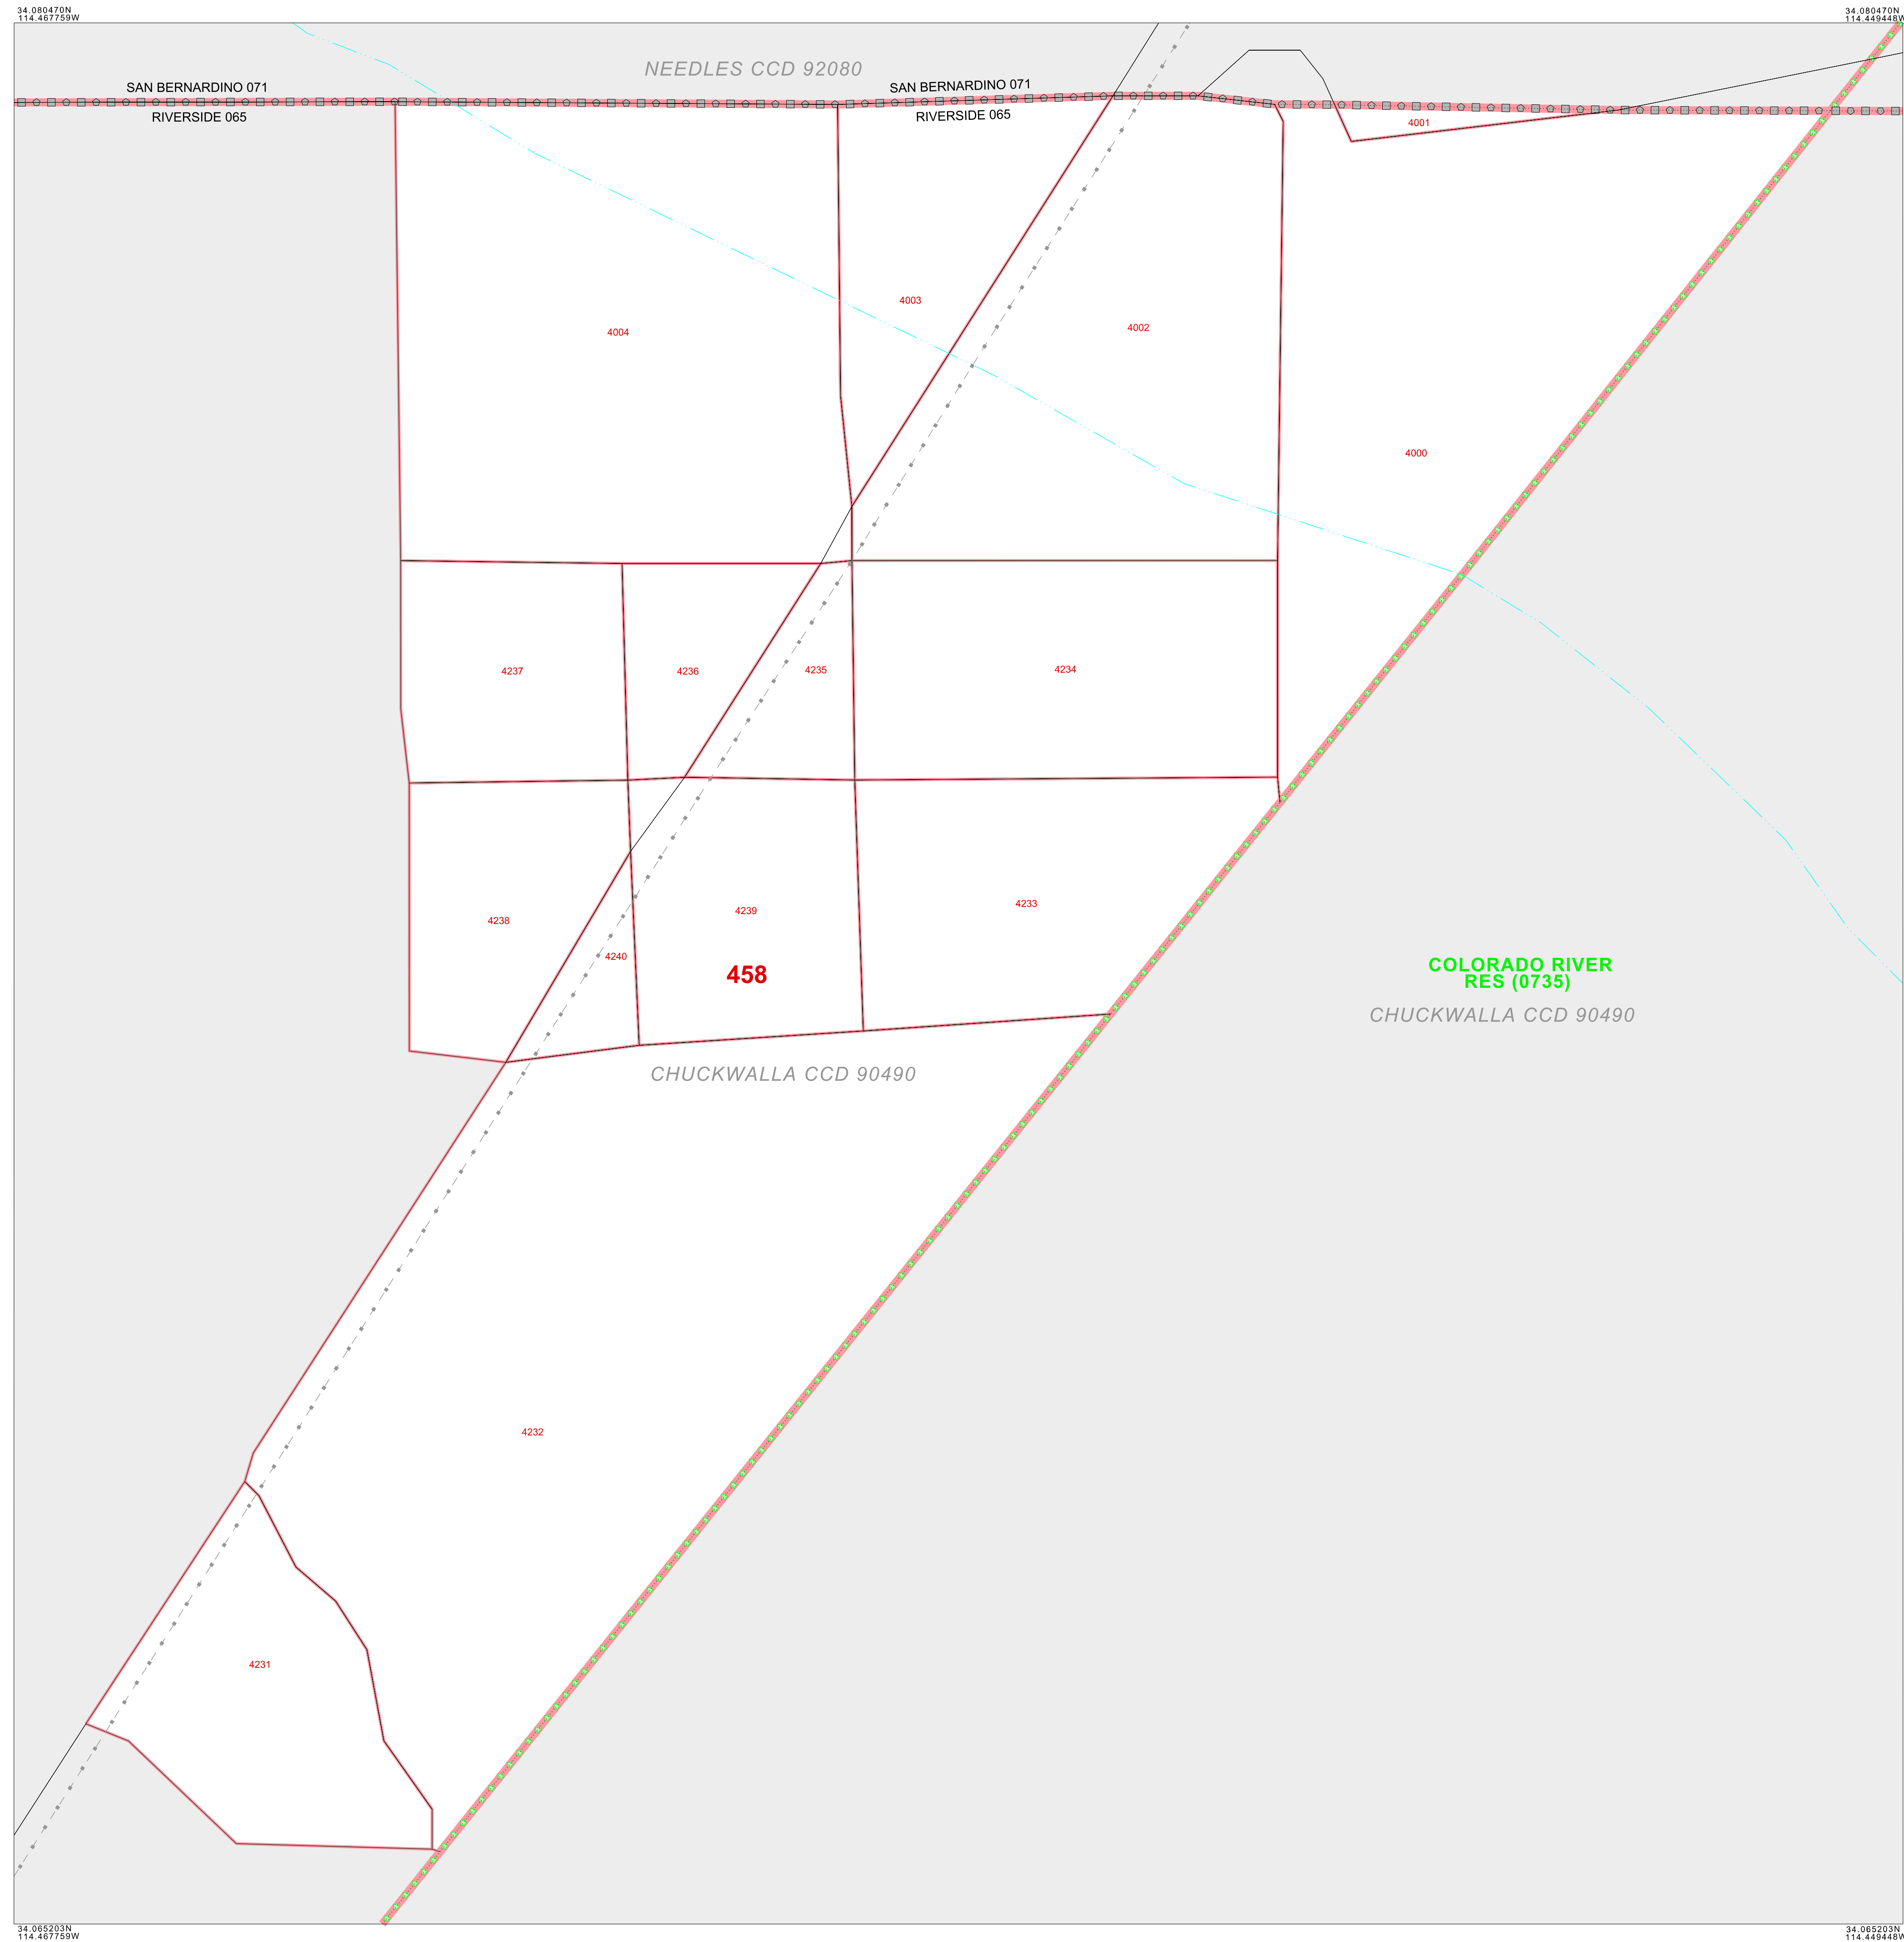 34.080470N
114.467759W
34.080470N
114.449448W
NEEDLES CCD 92080
SAN BERNARDINO 071
RIVERSIDE 065
SAN BERNARDINO 071
RIVERSIDE 065
4001
4003
4002
4004
4000
4237
4236
4235
4234
4238
4239
4233
4240
458
COLORADO RIVER
RES (0735)
CHUCKWALLA CCD 90490
CHUCKWALLA CCD 90490
4232
4231
34.065203N
114.467759W
34.065203N
114.449448W